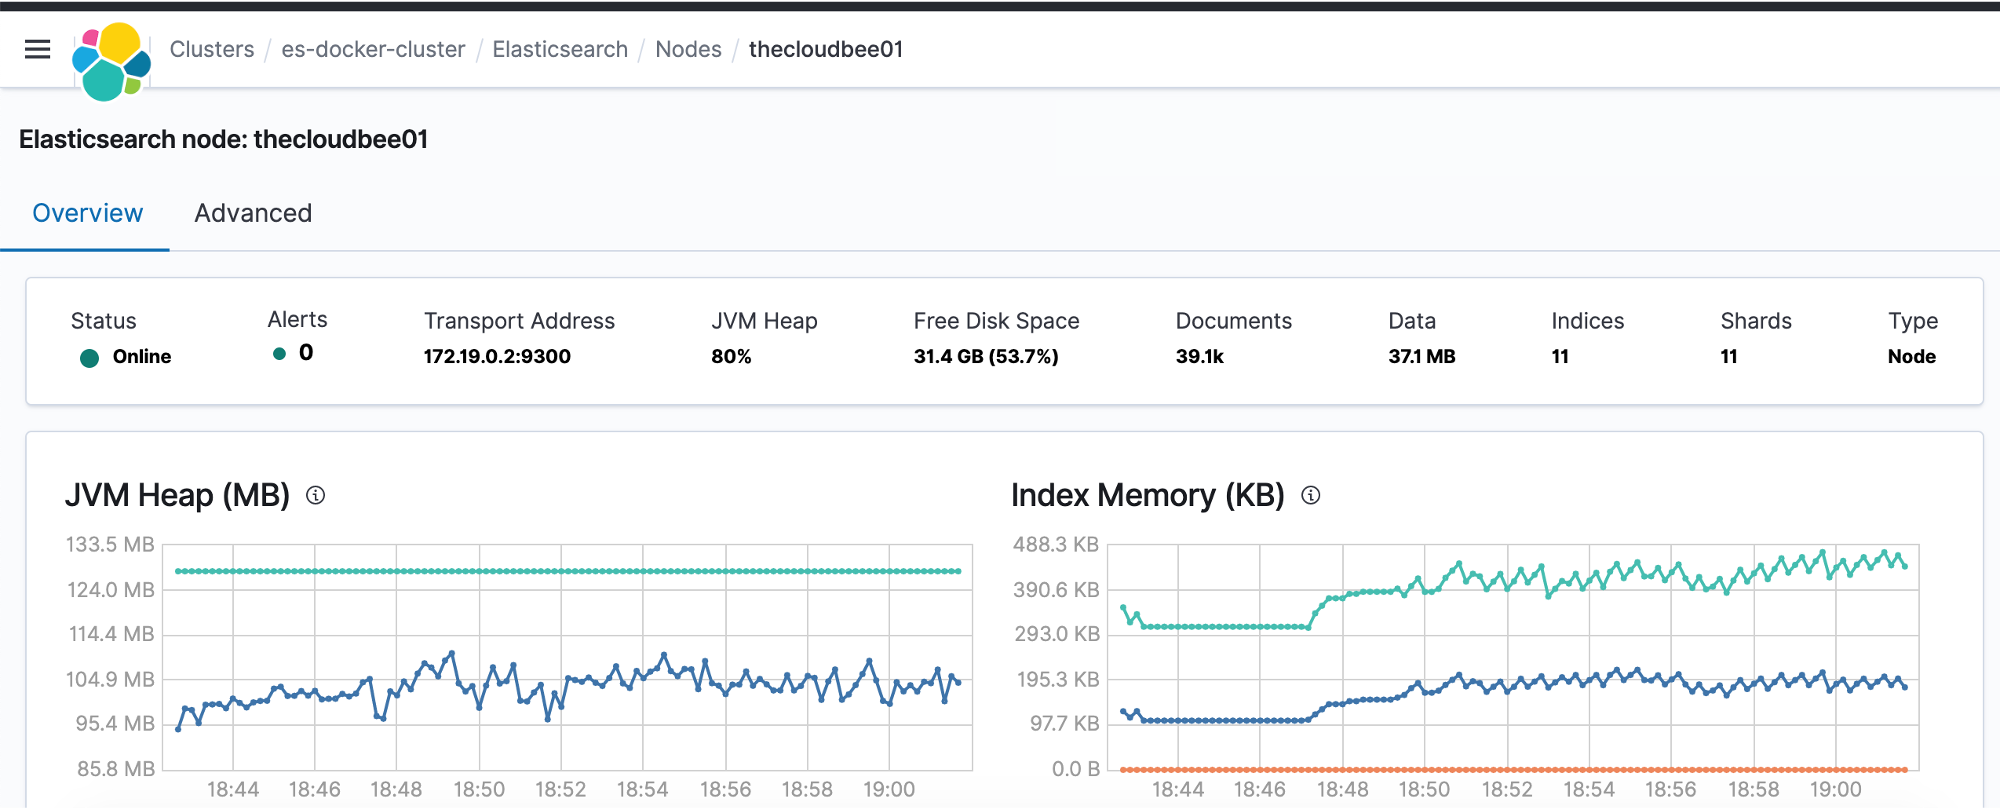 Clusters / es-docker-cluster / Elasticsearch / Nodes / thecloudbee01
Elasticsearch node: thecloudbee01
Overview Advanced
Status Alerts Transport Address JVM Heap Free Disk Space Documents Data Indices Shards Type
Online 0 172.19.0.2:9300 80% 31.4 GB (53.7%) 39.1k 37.1 MB 11 11 Node
JVM Heap (MB)
133.5 MB
124.0 MB
114.4 MB
104.9 MB
95.4 MB
85.8 MB
18:44 18:46 18:48 18:50 18:52 18:54 18:56 18:58 19:00
Index Memory (KB)
488.3 KB
390.6 KB
293.0 KB
195.3 KB
97.7 KB
0.0 B
18:44 18:46 18:48 18:50 18:52 18:54 18:56 18:58 19:00